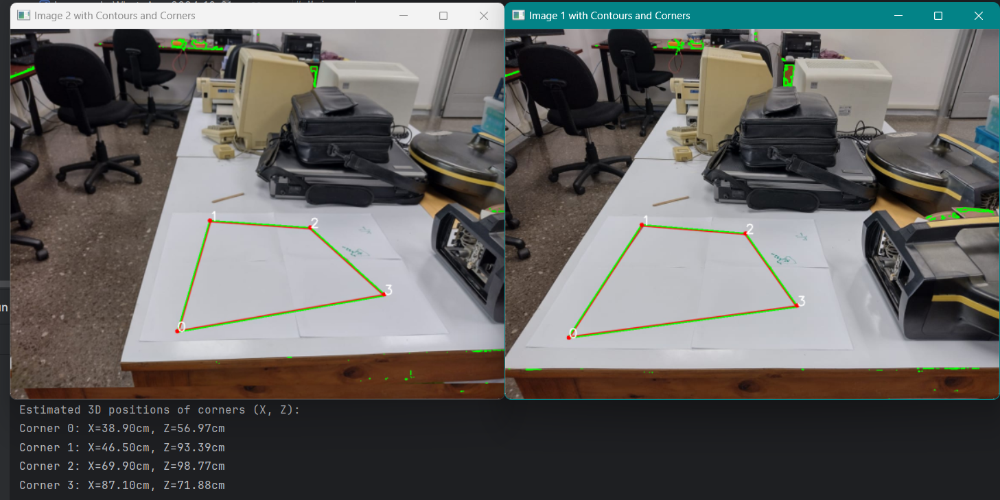 Image 2 with Contours and Corners
Image 1 with Contours and Corners
1
2
3
0
1
2
3
0
un
Estimated 3D positions of corners (X, Z):
Corner 0: X=38.90cm, Z=56.97cm
Corner 1: X=46.50cm, Z=93.39cm
Corner 2: X=69.90cm, Z=98.77cm
Corner 3: X=87.10cm, Z=71.88cm